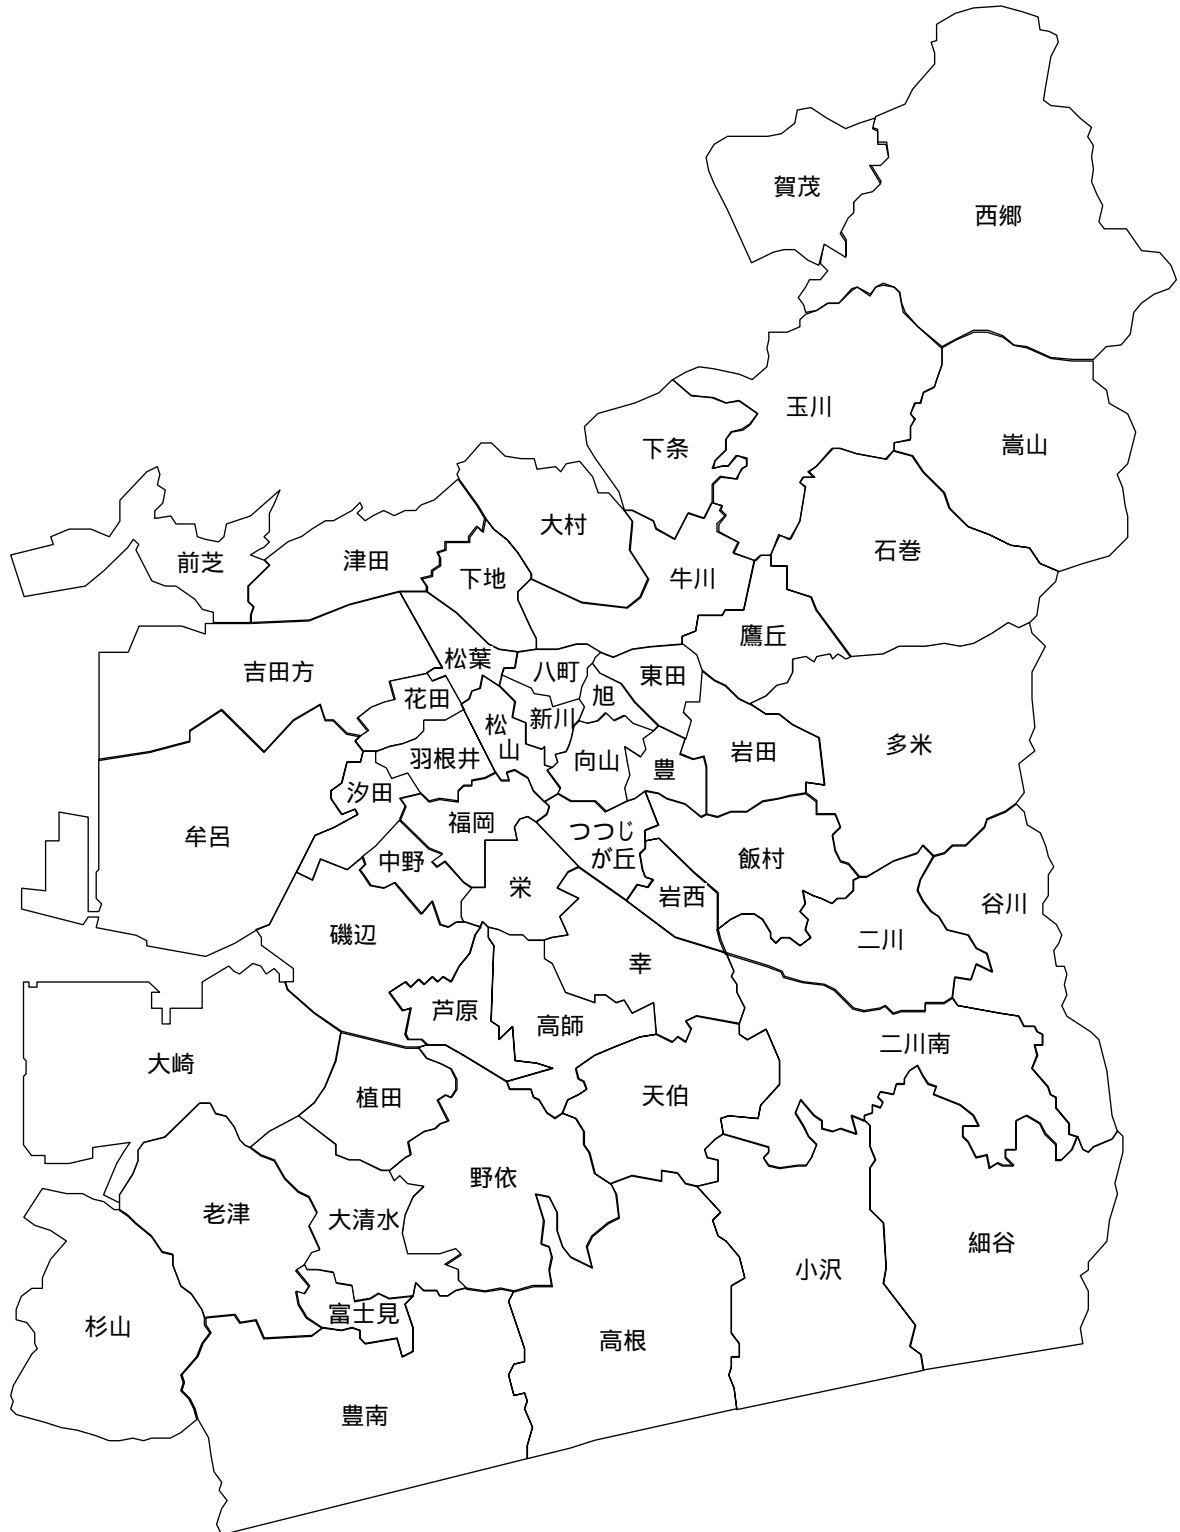 賀茂
西郷
玉川
下条
嵩山
大村
石巻
前芝
津田
下地
牛川
鷹丘
吉田方
松葉
八町
東田
花田
旭
新川
松
山
羽根井
向山
豊
岩田
多米
汐田
牟呂
福岡
つつじ
が丘
中野
飯村
栄
岩西
谷川
磯辺
幸
二川
芦原
高師
二川南
大崎
植田
天伯
野依
老津
大清水
細谷
小沢
杉山
富士見
高根
豊南